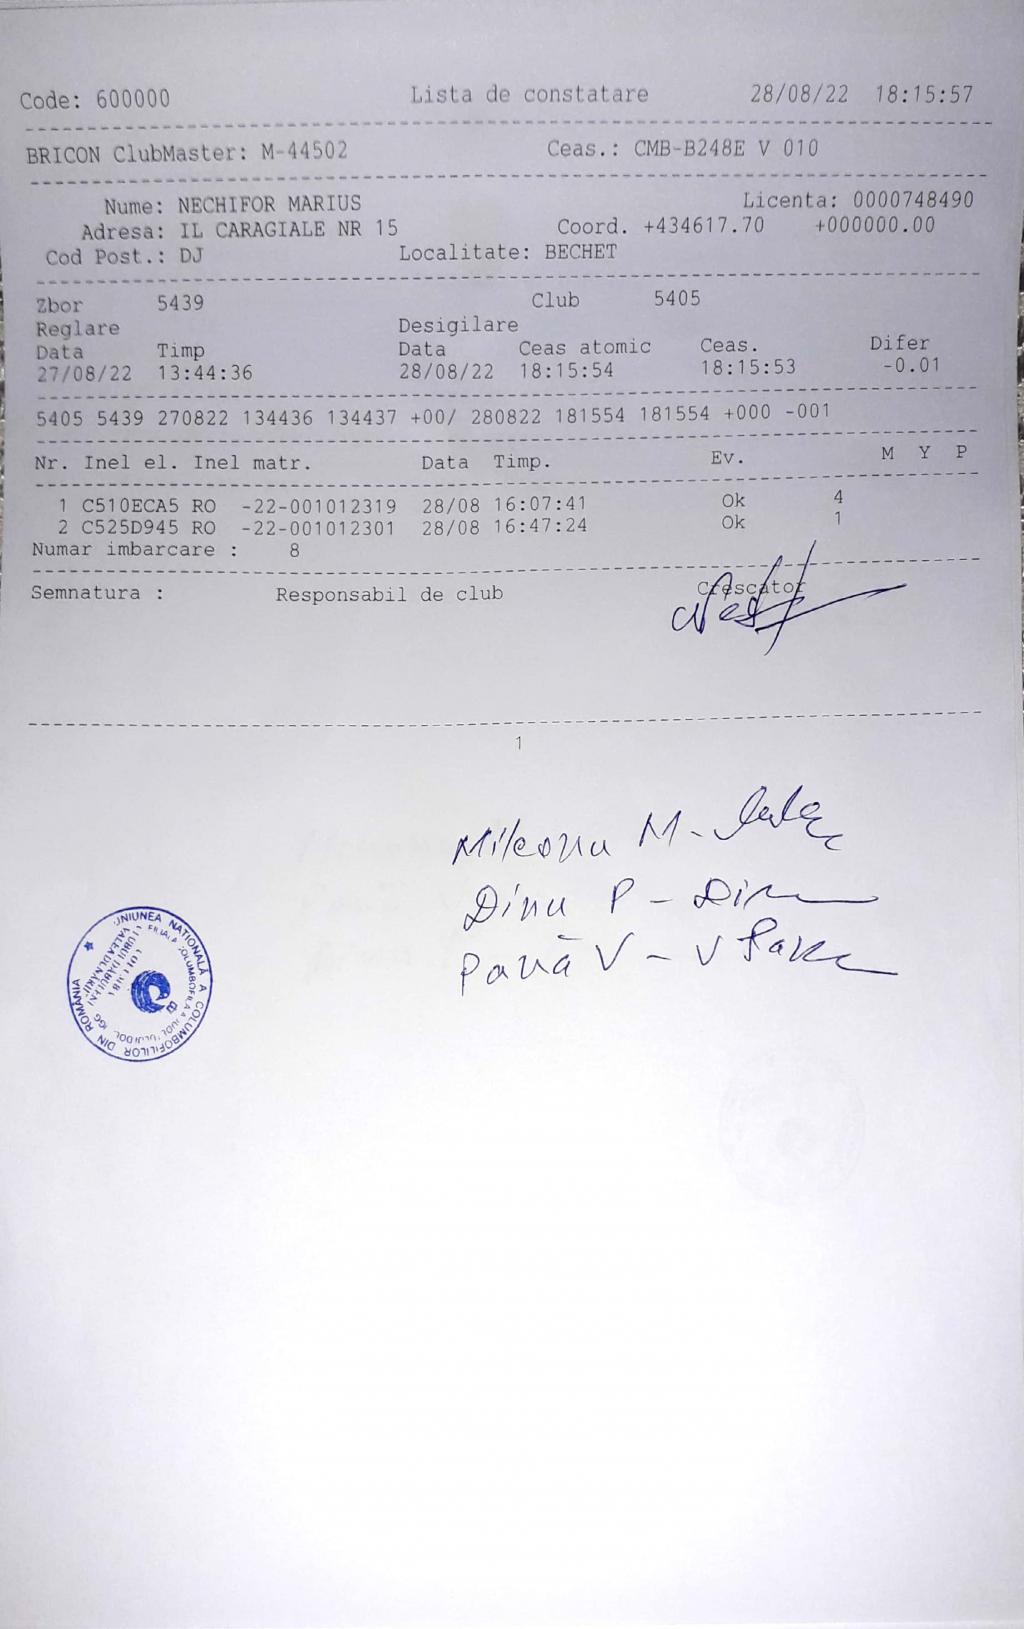 Code: 600000 Lista de constatare 28/08/22 18:15:57
BRICON ClubMaster: M-44502 Ceas.: CMB-B248E V 010
Nume: NECHIFOR MARIUS Licenta: 0000748490
Adresa: IL CARAGIALE NR 15 Coord. +434617.70 +000000.00
Cod Post.: DJ Localitate: BECHET
Zbor 5439 Club 5405
Reglare Desigilare
Data Timp Data Ceas atomic Ceas. Difer
27/08/22 13:44:36 28/08/22 18:15:54 18:15:53 -0.01
5405 5439 270822 134436 134437 +00/ 280822 181554 181554 +000 -001
Nr. Inel el. Inel matr. Data Timp. Ev. M Y P
1 C510ECA5 RO -22-001012319 28/08 16:07:41 Ok 4
2 C525D945 RO -22-001012301 28/08 16:47:24 Ok 1
Numar imbarcare : 8
Semnatura : Responsabil de club Crescator
1
Mileanu M -
Dinu P - Din
Pană V - V Pană
UNIUNEA NAȚIONALĂ A COLUMBOFILILOR DIN ROMÂNIA